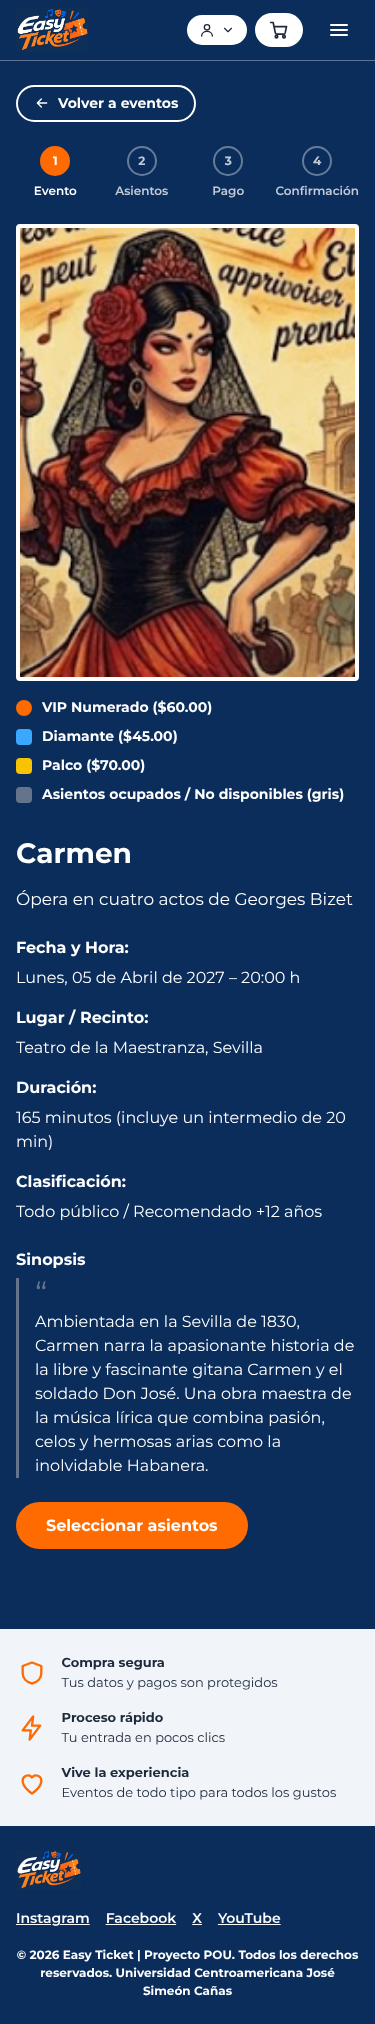 Easy
Ticket
Volver a eventos
1
2
3
4
Evento
Asientos
Pago
Confirmación
Et
e peut
apprivoiser
prends
VIP Numerado ($60.00)
Diamante ($45.00)
Palco ($70.00)
Asientos ocupados / No disponibles (gris)
Carmen
Ópera en cuatro actos de Georges Bizet
Fecha y Hora:
Lunes, 05 de Abril de 2027 – 20:00 h
Lugar / Recinto:
Teatro de la Maestranza, Sevilla
Duración:
165 minutos (incluye un intermedio de 20
min)
Clasificación:
Todo público / Recomendado +12 años
Sinopsis
“
Ambientada en la Sevilla de 1830,
Carmen narra la apasionante historia de
la libre y fascinante gitana Carmen y el
soldado Don José. Una obra maestra de
la música lírica que combina pasión,
celos y hermosas arias como la
inolvidable Habanera.
Seleccionar asientos
Compra segura
Tus datos y pagos son protegidos
Proceso rápido
Tu entrada en pocos clics
Vive la experiencia
Eventos de todo tipo para todos los gustos
Easy
Ticket
Instagram Facebook X YouTube
© 2026 Easy Ticket | Proyecto POU. Todos los derechos
reservados. Universidad Centroamericana José
Simeón Cañas